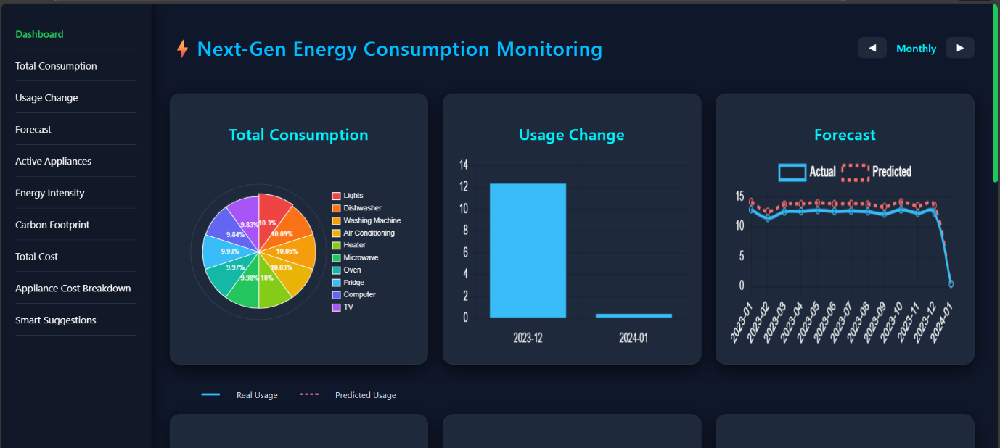 Dashboard
Total Consumption
Usage Change
Forecast
Active Appliances
Energy Intensity
Carbon Footprint
Total Cost
Appliance Cost Breakdown
Smart Suggestions
⚡ Next-Gen Energy Consumption Monitoring
◀ Monthly ▶
Total Consumption
10.3%
10.09%
10.05%
10.03%
10%
9.98%
9.97%
9.93%
9.84%
9.83%
Lights
Dishwasher
Washing Machine
Air Conditioning
Heater
Microwave
Oven
Fridge
Computer
TV
Usage Change
14
12
10
8
6
4
2
0
2023-12 2024-01
Forecast
Actual Predicted
15
10
5
0
2023-01 2023-02 2023-03 2023-04 2023-05 2023-06 2023-07 2023-08 2023-09 2023-10 2023-11 2023-12 2024-01
Real Usage Predicted Usage